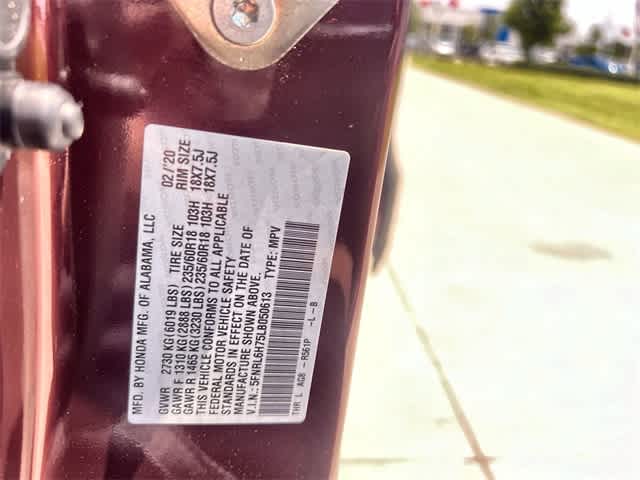 MFD. BY HONDA MFG. OF ALABAMA, LLC 02/'20
GVWR 2730 KG(6019 LBS) TIRE SIZE RIM SIZE
GAWR F 1310 KG(2888 LBS) 235/60R18 103H 18X7.5J
GAWR R 1465 KG(3230 LBS) 235/60R18 103H 18X7.5J
THIS VEHICLE CONFORMS TO ALL APPLICABLE
FEDERAL MOTOR VEHICLE SAFETY
STANDARDS IN EFFECT ON THE DATE OF
MANUFACTURE SHOWN ABOVE.
V.I.N.: 5FNRL6H75LB050613 TYPE: MPV
THR L AG8 - R561P -L-B